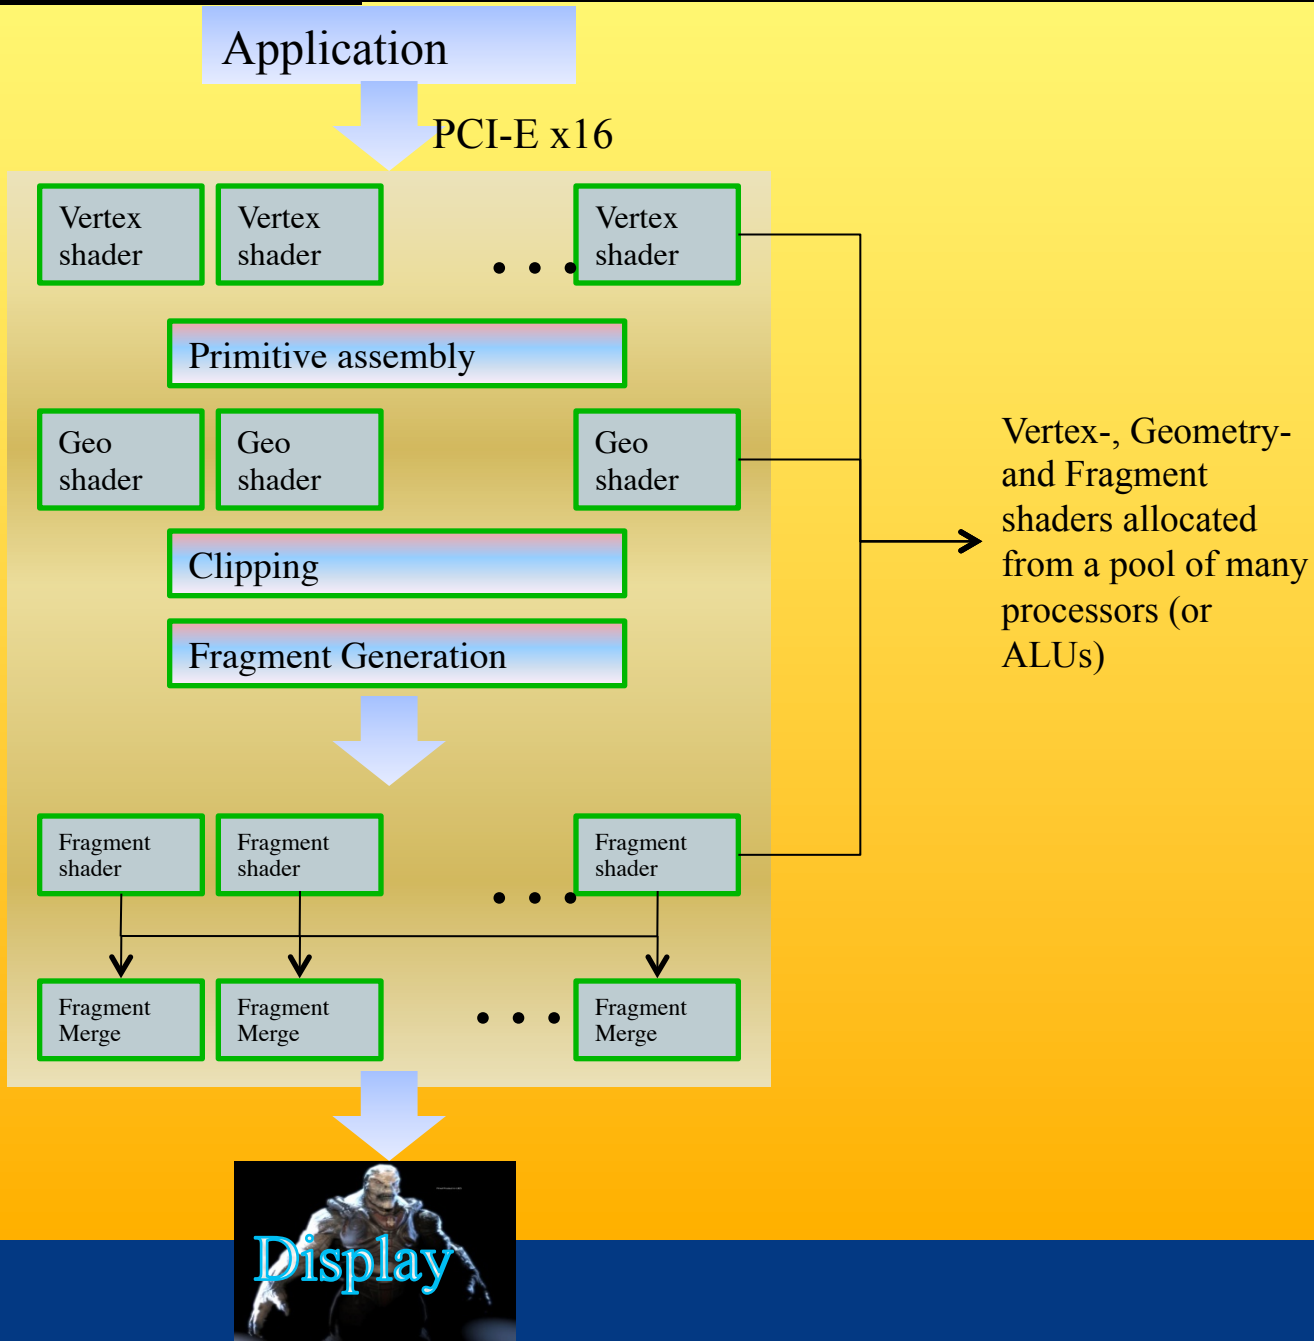 Application
PCI-E x16
Vertex
shader
Vertex
shader
Vertex
shader
Primitive assembly
Geo
shader
Geo
shader
Geo
shader
Clipping
Fragment Generation
Vertex-, Geometry-
and Fragment
shaders allocated
from a pool of many
processors (or
ALUs)
Fragment
shader
Fragment
shader
Fragment
shader
Fragment
Merge
Fragment
Merge
Fragment
Merge
Display